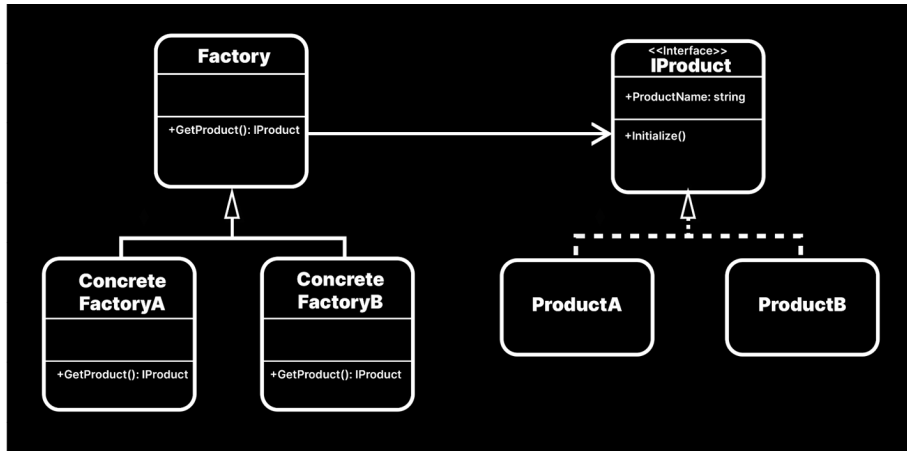 Factory
+GetProduct(): IProduct
<<Interface>>
IProduct
+ProductName: string
+Initialize()
Concrete
FactoryA
+GetProduct(): IProduct
Concrete
FactoryB
+GetProduct(): IProduct
ProductA
ProductB